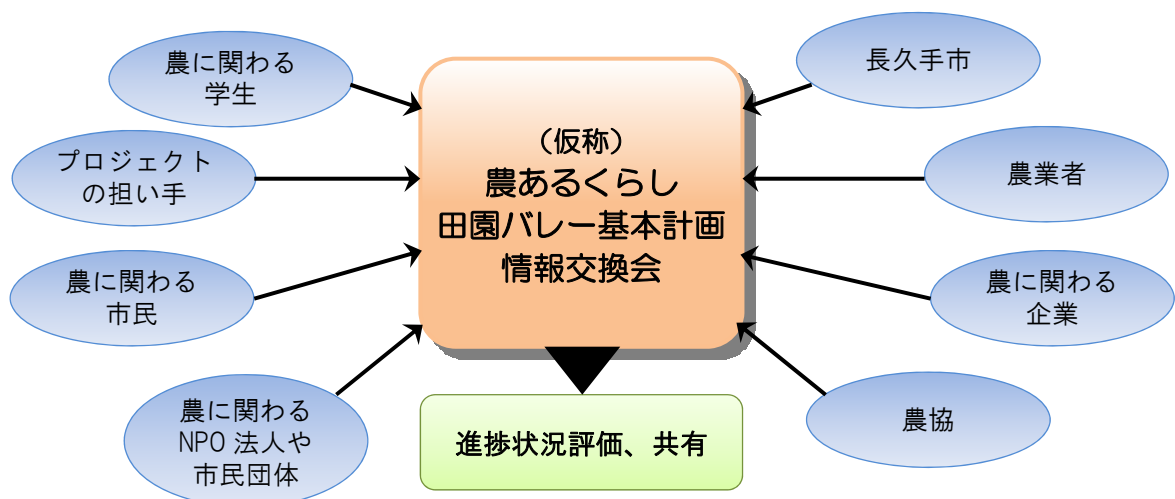 農に関わる
学生
プロジェクト
の担い手
農に関わる
市民
農に関わる
NPO 法人や
市民団体
（仮称）
農あるくらし
田園バレー基本計画
情報交換会
進捗状況評価、共有
長久手市
農業者
農に関わる
企業
農協